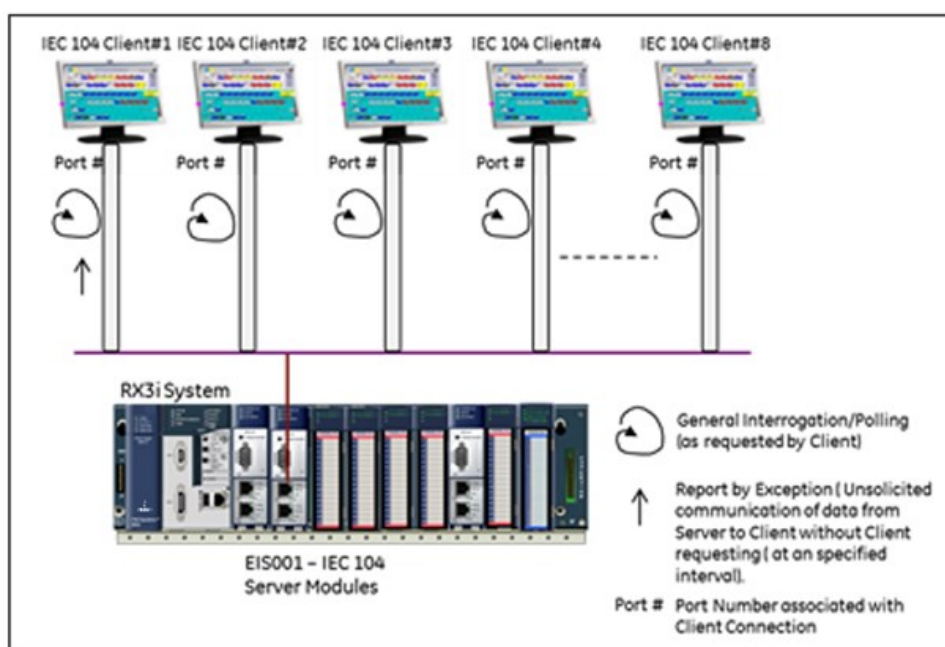 IEC 104 Client#1 IEC 104 Client#2 IEC 104 Client#3 IEC 104 Client#4 IEC 104 Client#8
Port # Port # Port # Port # Port #
RX3i System
EIS001 – IEC 104
Server Modules
General Interrogation/Polling
(as requested by Client)
Report by Exception ( Unsolicited
communication of data from
Server to Client without Client
requesting ( at an specified
interval).
Port # Port Number associated with
Client Connection